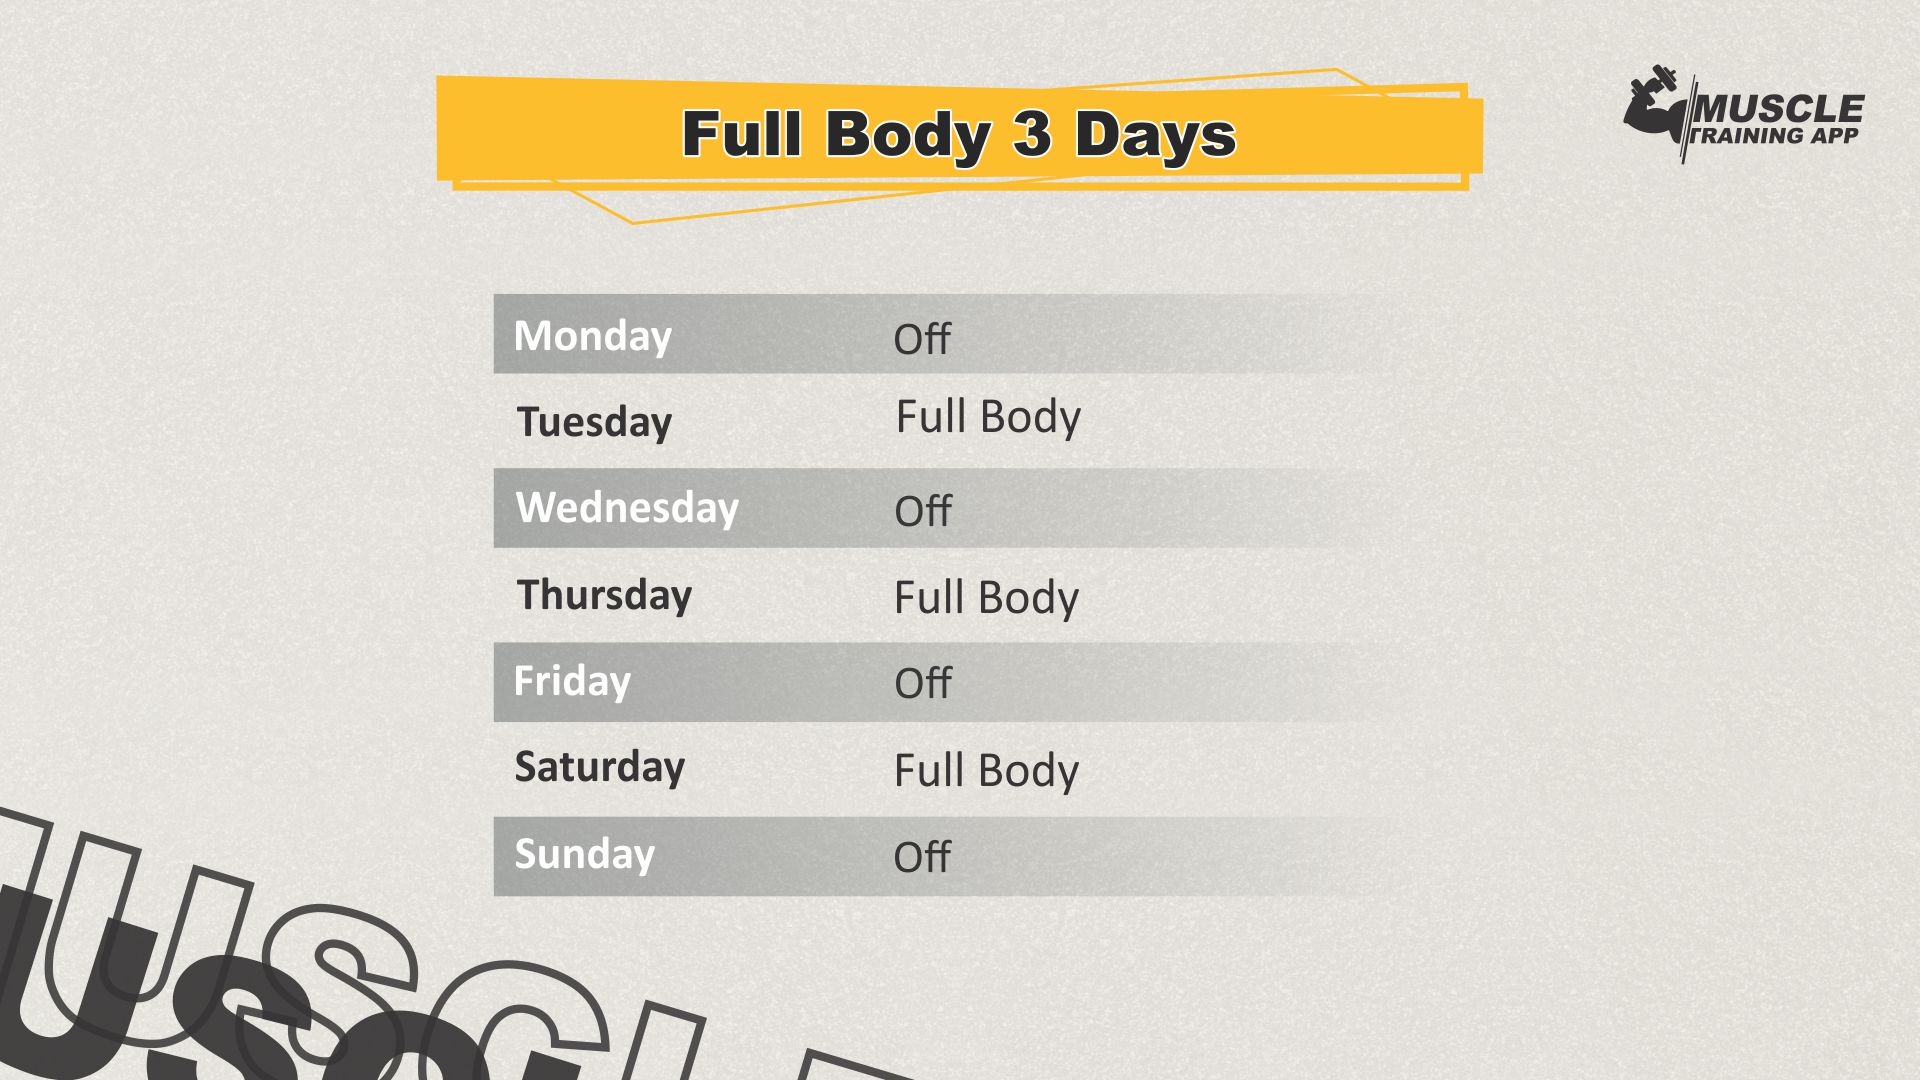 Full Body 3 Days
MUSCLE
TRAINING APP
Monday Off
Tuesday Full Body
Wednesday Off
Thursday Full Body
Friday Off
Saturday Full Body
Sunday Off